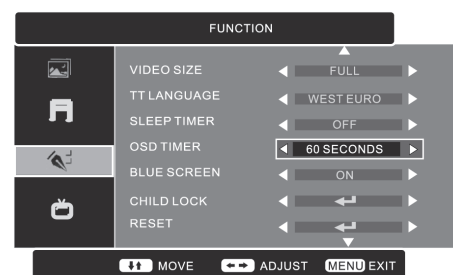 FUNCTION
VIDEO SIZE FULL
TT LANGUAGE WEST EURO
SLEEP TIMER OFF
OSD TIMER 60 SECONDS
BLUE SCREEN ON
CHILD LOCK
RESET
MOVE ADJUST MENU EXIT